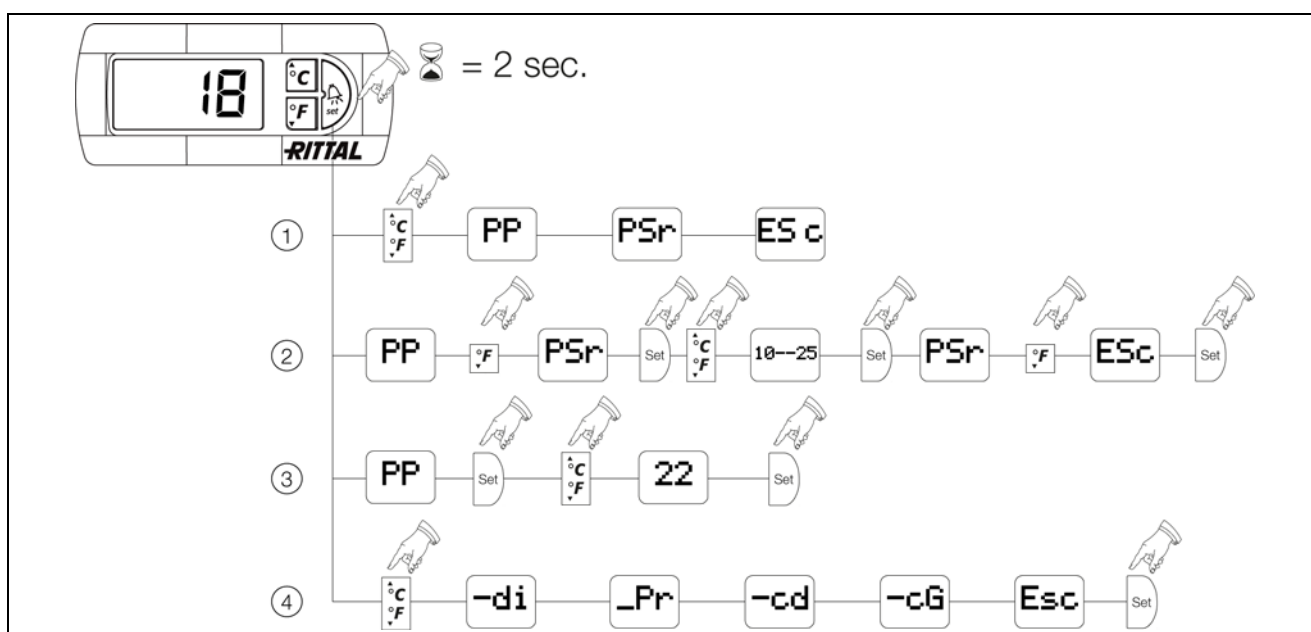 18 °C °F set = 2 sec.
RITTAL
1 °C °F PP PSr ES c
2 PP °F PSr Set °C °F 10--25 Set PSr °F ESc Set
3 PP Set °C °F 22 Set
4 °C °F -di _Pr -cd -cG Esc Set